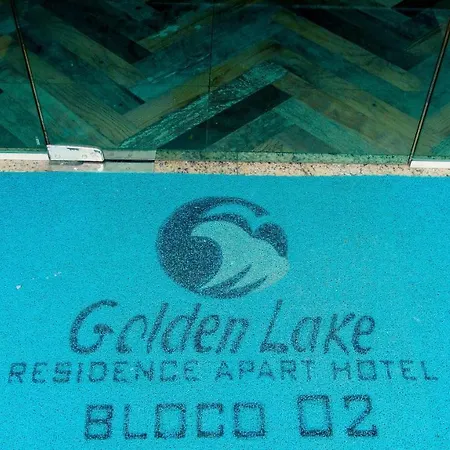 Golden Lake
RESIDENCE APART HOTEL
BLOCO 02